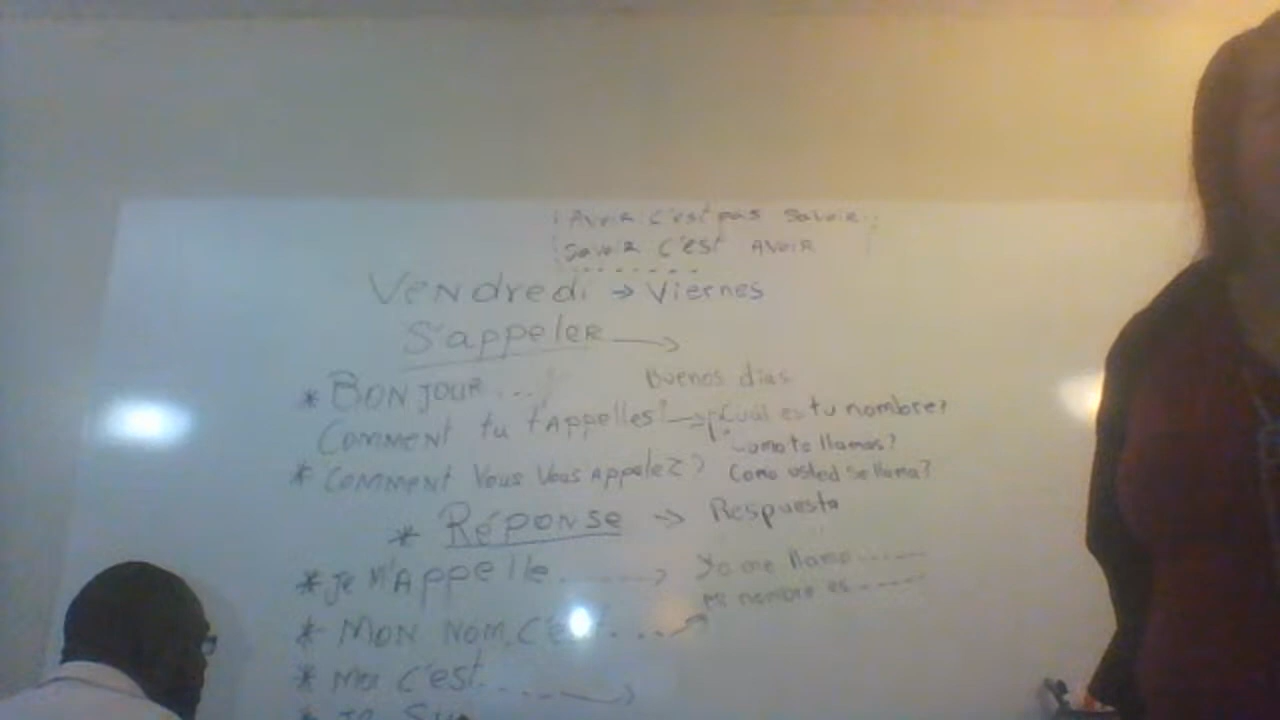 Avoir c'est pas savoir
Savoir c'est AVOIR
Vendredi → Viernes
S'appeler →
* BONJOUR ... Buenos dias
COMMENT tu t'Appelles? → ¿Cuál es tu nombre?
Como te llamas?
* COMMENT Vous Vous Appelez? Como usted se llama?
* RÉPONSE → Respuesta
* Je M'Appelle ........→ Yo me llamo ......
Mi nombre es ------
* MON NOM, C'est ....→
* Moi C'est ......→
* Je